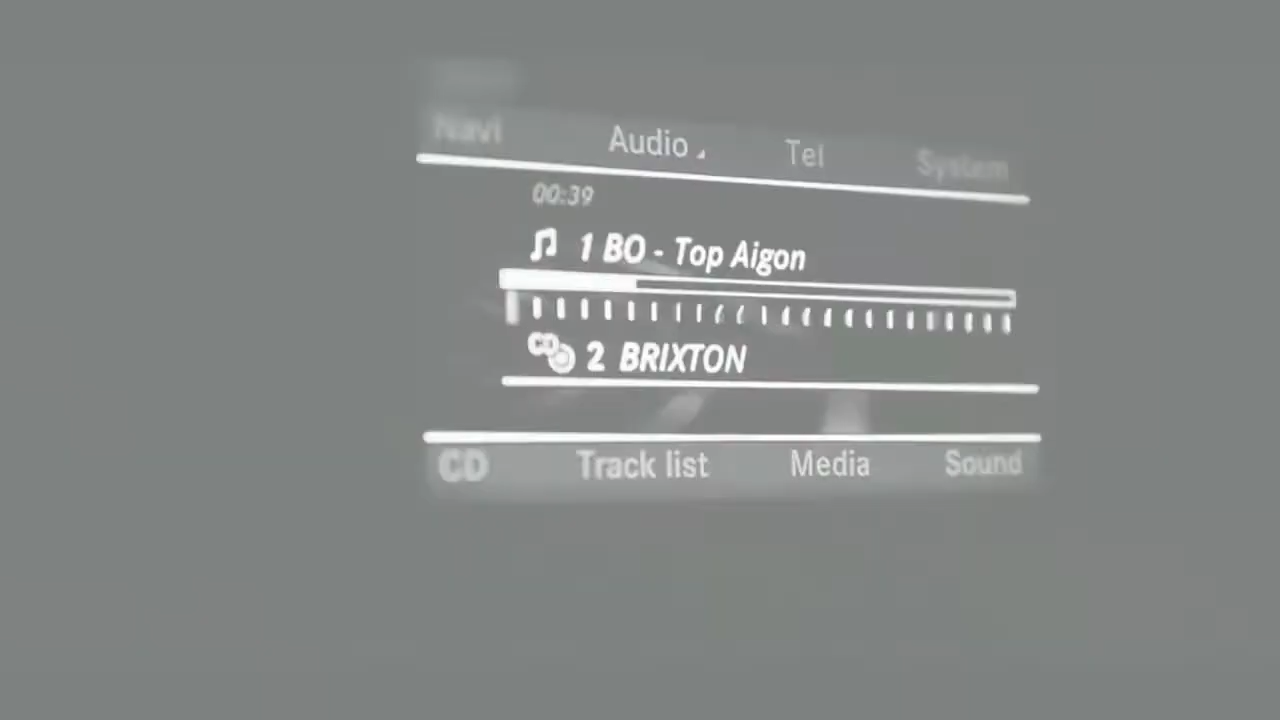 Navi Audio Tel System
00:39
1 BO - Top Aigon
CD 2 BRIXTON
CD Track list Media Sound